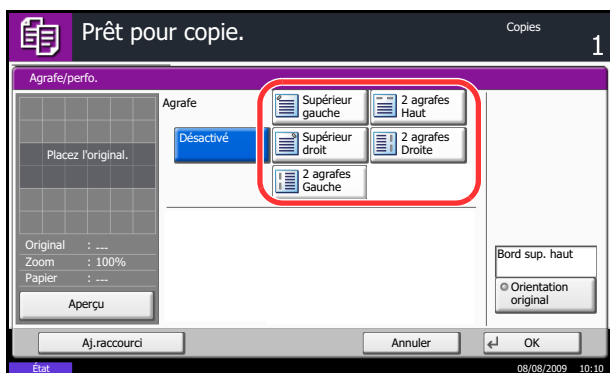 Prêt pour copie.
Copies
1
Agrafe/perfo.
Placez l'original.
Original : ---
Zoom : 100%
Papier : ---
Aperçu
Agrafe
Désactivé
Supérieur
gauche
2 agrafes
Haut
Supérieur
droit
2 agrafes
Droite
2 agrafes
Gauche
Bord sup. haut
Orientation
original
Aj.raccourci
Annuler
OK
État
08/08/2009 10:10